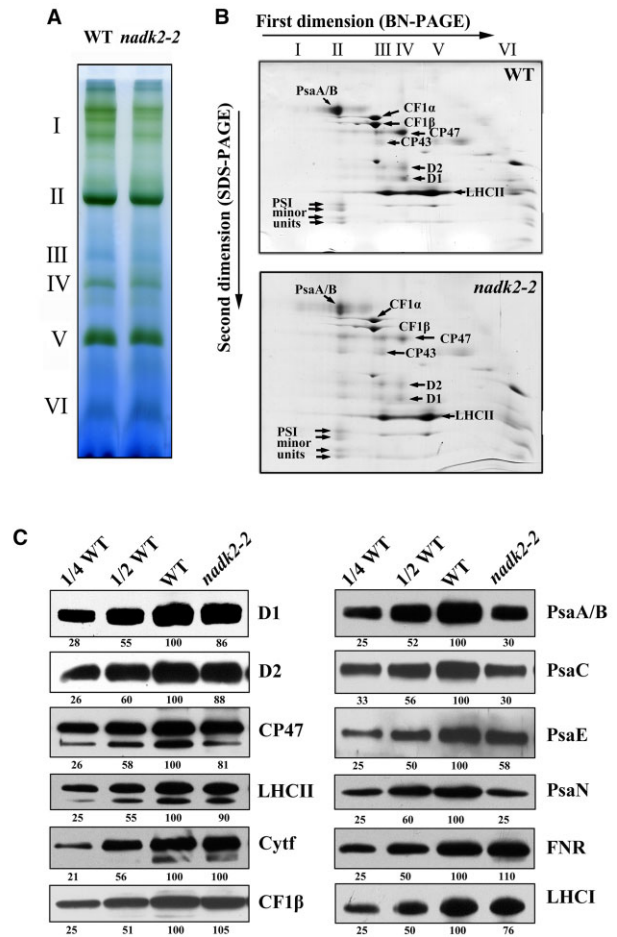 A
WT nadk2-2
I
II
III
IV
V
VI
B
First dimension (BN-PAGE)
I II III IV V VI
Second dimension (SDS-PAGE)
WT
PsaA/B
CF1α
CF1β
CP47
CP43
D2
D1
LHCII
PSI
minor
units
nadk2-2
PsaA/B
CF1α
CF1β
CP47
CP43
D2
D1
LHCII
PSI
minor
units
C
1/4 WT 1/2 WT WT nadk2-2
D1
28 55 100 86
D2
26 60 100 88
CP47
26 58 100 81
LHCII
25 55 100 90
Cytf
21 56 100 100
CF1β
25 51 100 105
1/4 WT 1/2 WT WT nadk2-2
PsaA/B
25 52 100 30
PsaC
33 56 100 30
PsaE
25 50 100 58
PsaN
25 60 100 25
FNR
25 50 100 110
LHCI
25 50 100 76